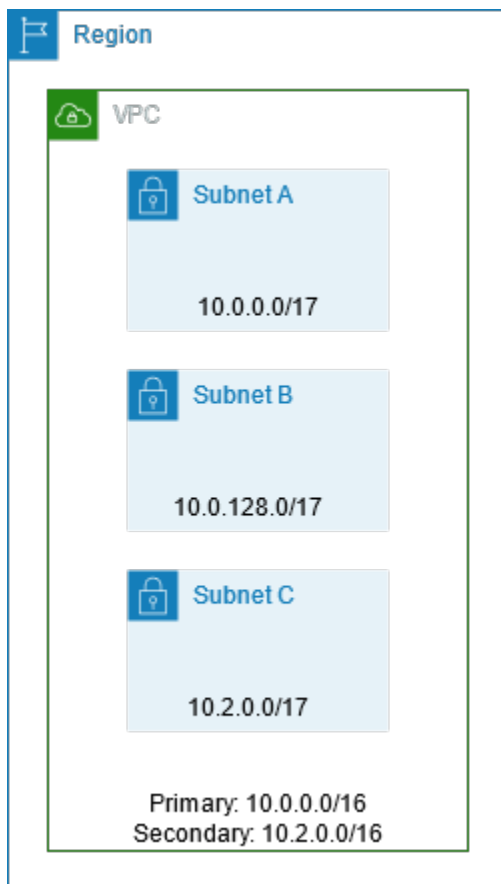 Region
VPC
Subnet A
10.0.0.0/17
Subnet B
10.0.128.0/17
Subnet C
10.2.0.0/17
Primary: 10.0.0.0/16
Secondary: 10.2.0.0/16